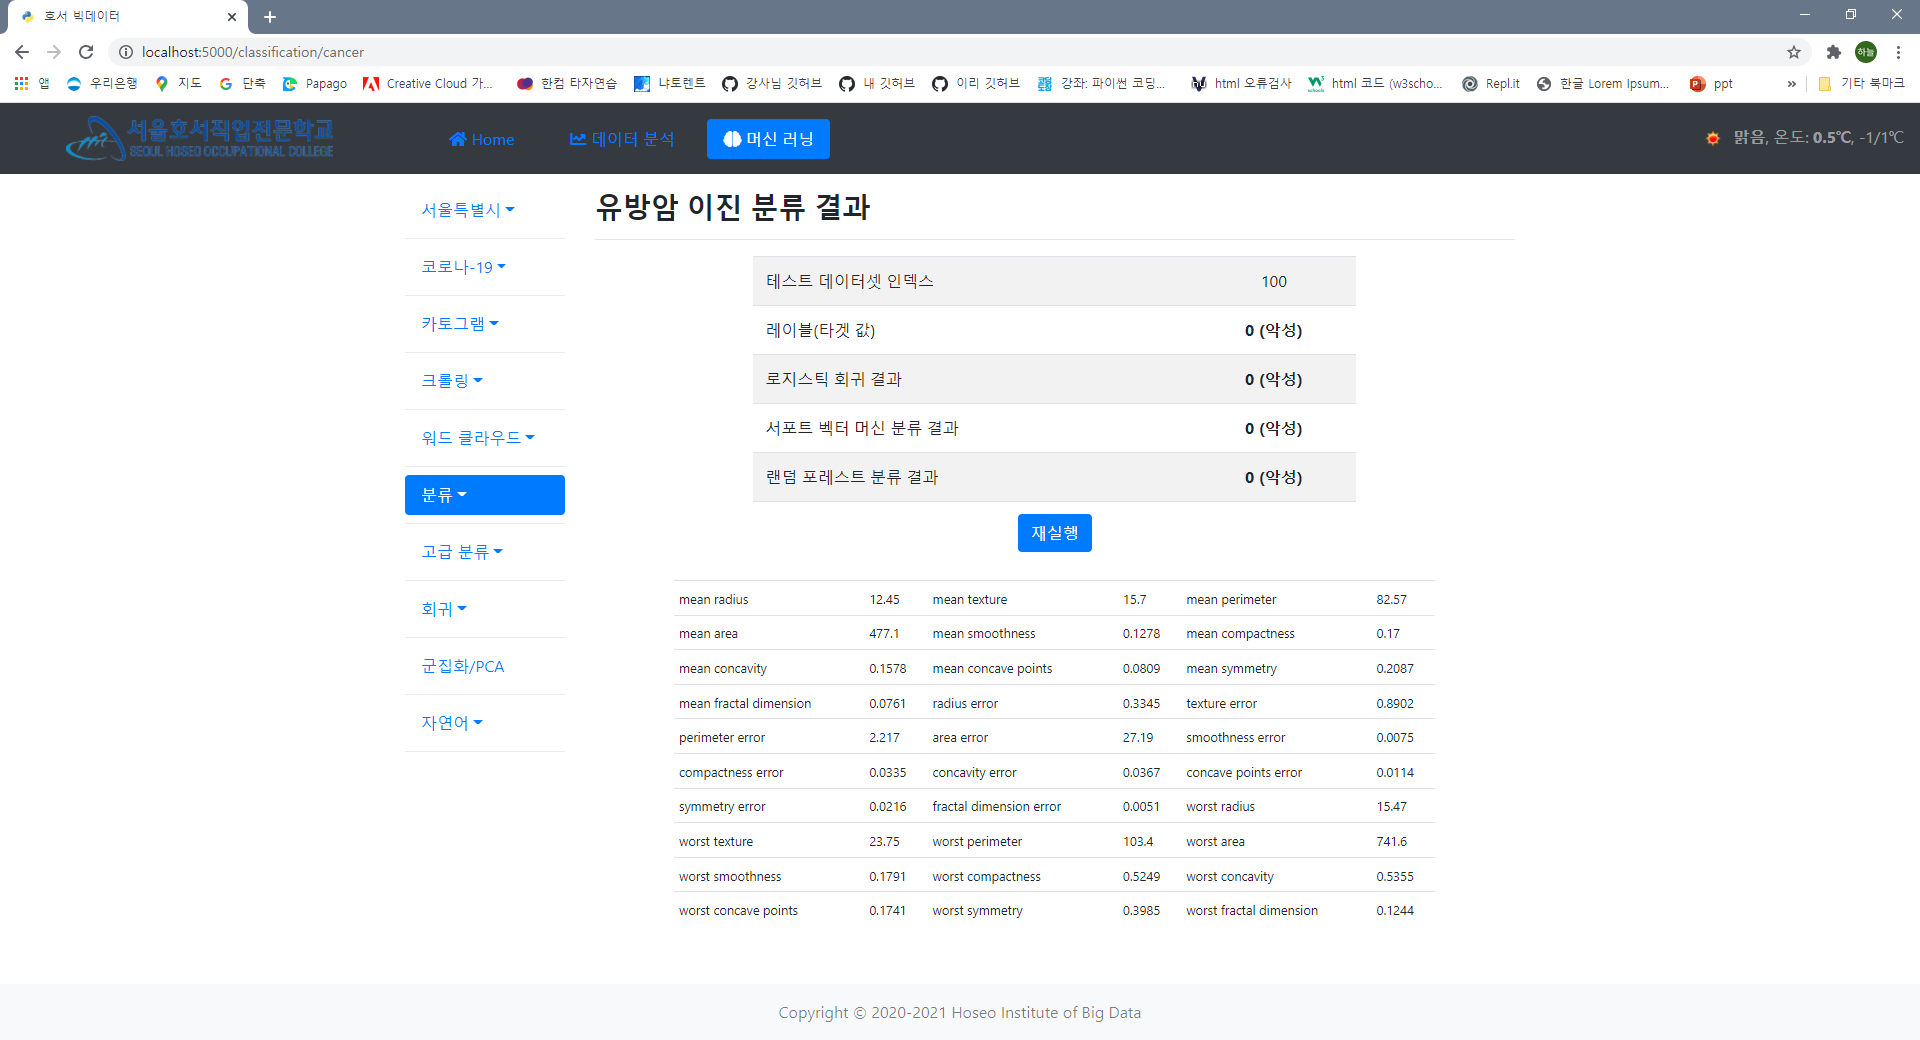 호서 빅데이터
localhost:5000/classification/cancer
하늘
앱 우리은행 지도 단축 Papago Creative Cloud 가... 한컴 타자연습 냐토렌트 강사님 깃허브 내 깃허브 이리 깃허브 강좌: 파이썬 코딩... html 오류검사 html 코드 (w3scho... Repl.it 한글 Lorem Ipsum... ppt » 기타 북마크
서울호서직업전문학교
SEOUL HOSEO OCCUPATIONAL COLLEGE
Home 데이터 분석 머신 러닝 맑음, 온도: 0.5℃, -1/1℃
서울특별시
코로나-19
카토그램
크롤링
워드 클라우드
분류
고급 분류
회귀
군집화/PCA
자연어
유방암 이진 분류 결과
테스트 데이터셋 인덱스 100
레이블(타겟 값) 0 (악성)
로지스틱 회귀 결과 0 (악성)
서포트 벡터 머신 분류 결과 0 (악성)
랜덤 포레스트 분류 결과 0 (악성)
재실행
mean radius 12.45 mean texture 15.7 mean perimeter 82.57
mean area 477.1 mean smoothness 0.1278 mean compactness 0.17
mean concavity 0.1578 mean concave points 0.0809 mean symmetry 0.2087
mean fractal dimension 0.0761 radius error 0.3345 texture error 0.8902
perimeter error 2.217 area error 27.19 smoothness error 0.0075
compactness error 0.0335 concavity error 0.0367 concave points error 0.0114
symmetry error 0.0216 fractal dimension error 0.0051 worst radius 15.47
worst texture 23.75 worst perimeter 103.4 worst area 741.6
worst smoothness 0.1791 worst compactness 0.5249 worst concavity 0.5355
worst concave points 0.1741 worst symmetry 0.3985 worst fractal dimension 0.1244
Copyright © 2020-2021 Hoseo Institute of Big Data